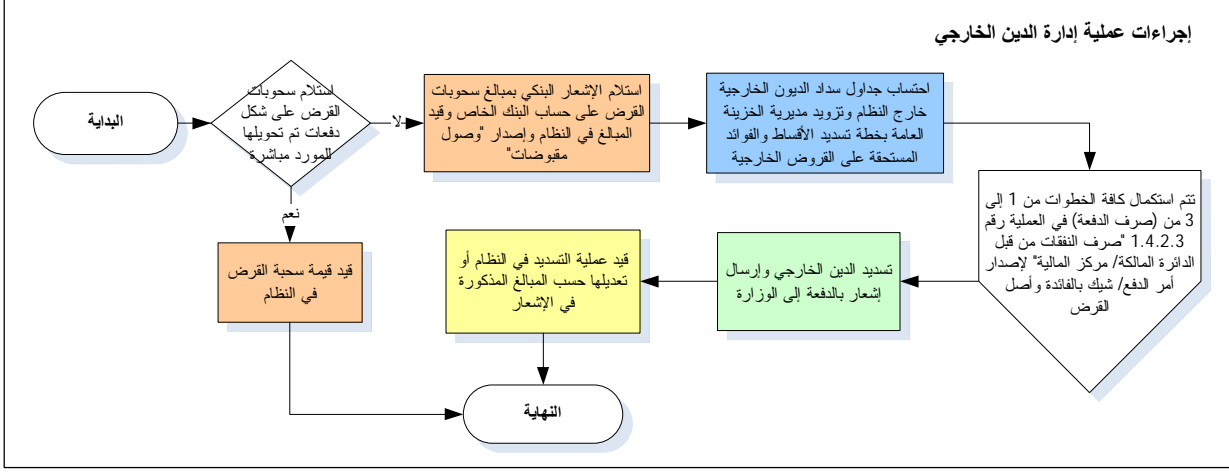 إجراءات عملية إدارة الدين الخارجي
البداية
استلام سحوبات
القرض على شكل
دفعات تم تحويلها
للمورد مباشرة
لا
استلام الإشعار البنكي بمبالغ سحوبات
القرض على حساب البنك الخاص وقيد
المبالغ في النظام وإصدار "وصول
مقبوضات"
احتساب جداول سداد الديون الخارجية
خارج النظام وتزويد مديرية الخزينة
العامة بخطة تسديد الأقساط والفوائد
المستحقة على القروض الخارجية
تتم استكمال كافة الخطوات من 1 إلى
3 من (صرف الدفعة) في العملية رقم
1.4.2.3 "صرف النفقات من قبل
الدائرة المالكة/ مركز المالية" لإصدار
أمر الدفع/ شيك بالفائدة وأصل
القرض
تسديد الدين الخارجي وإرسال
إشعار بالدفعة إلى الوزارة
قيد عملية التسديد في النظام أو
تعديلها حسب المبالغ المذكورة
في الإشعار
نعم
قيد قيمة سحبة القرض
في النظام
النهاية